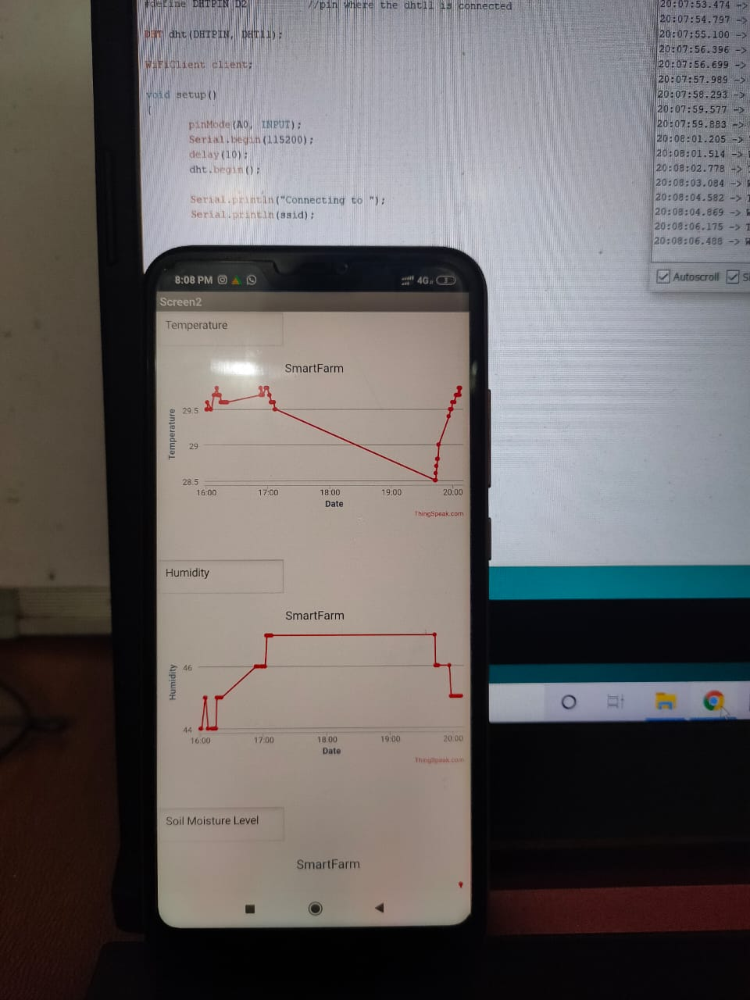 #define DHTPIN D2 //pin where the dht11 is connected
DHT dht(DHTPIN, DHT11);
WiFiClient client;
void setup()
{
pinMode(A0, INPUT);
Serial.begin(115200);
delay(10);
dht.begin();
Serial.println("Connecting to ");
Serial.println(ssid);
20:07:53.474 ->
20:07:54.797 ->
20:07:55.100 ->
20:07:56.396 ->
20:07:56.699 ->
20:07:57.989 ->
20:07:58.293 ->
20:07:59.577 ->
20:07:59.883 ->
20:08:01.205 ->
20:08:01.514 ->
20:08:02.778 ->
20:08:03.084 ->
20:08:04.582 ->
20:08:04.869 ->
20:08:06.175 ->
20:08:06.488 ->
Autoscroll
8:08 PM 4G
Screen2
Temperature
SmartFarm
Temperature
29.5
29
28.5
16:00 17:00 18:00 19:00 20:00
Date
ThingSpeak.com
Humidity
SmartFarm
Humidity
46
44
16:00 17:00 18:00 19:00 20:00
Date
ThingSpeak.com
Soil Moisture Level
SmartFarm